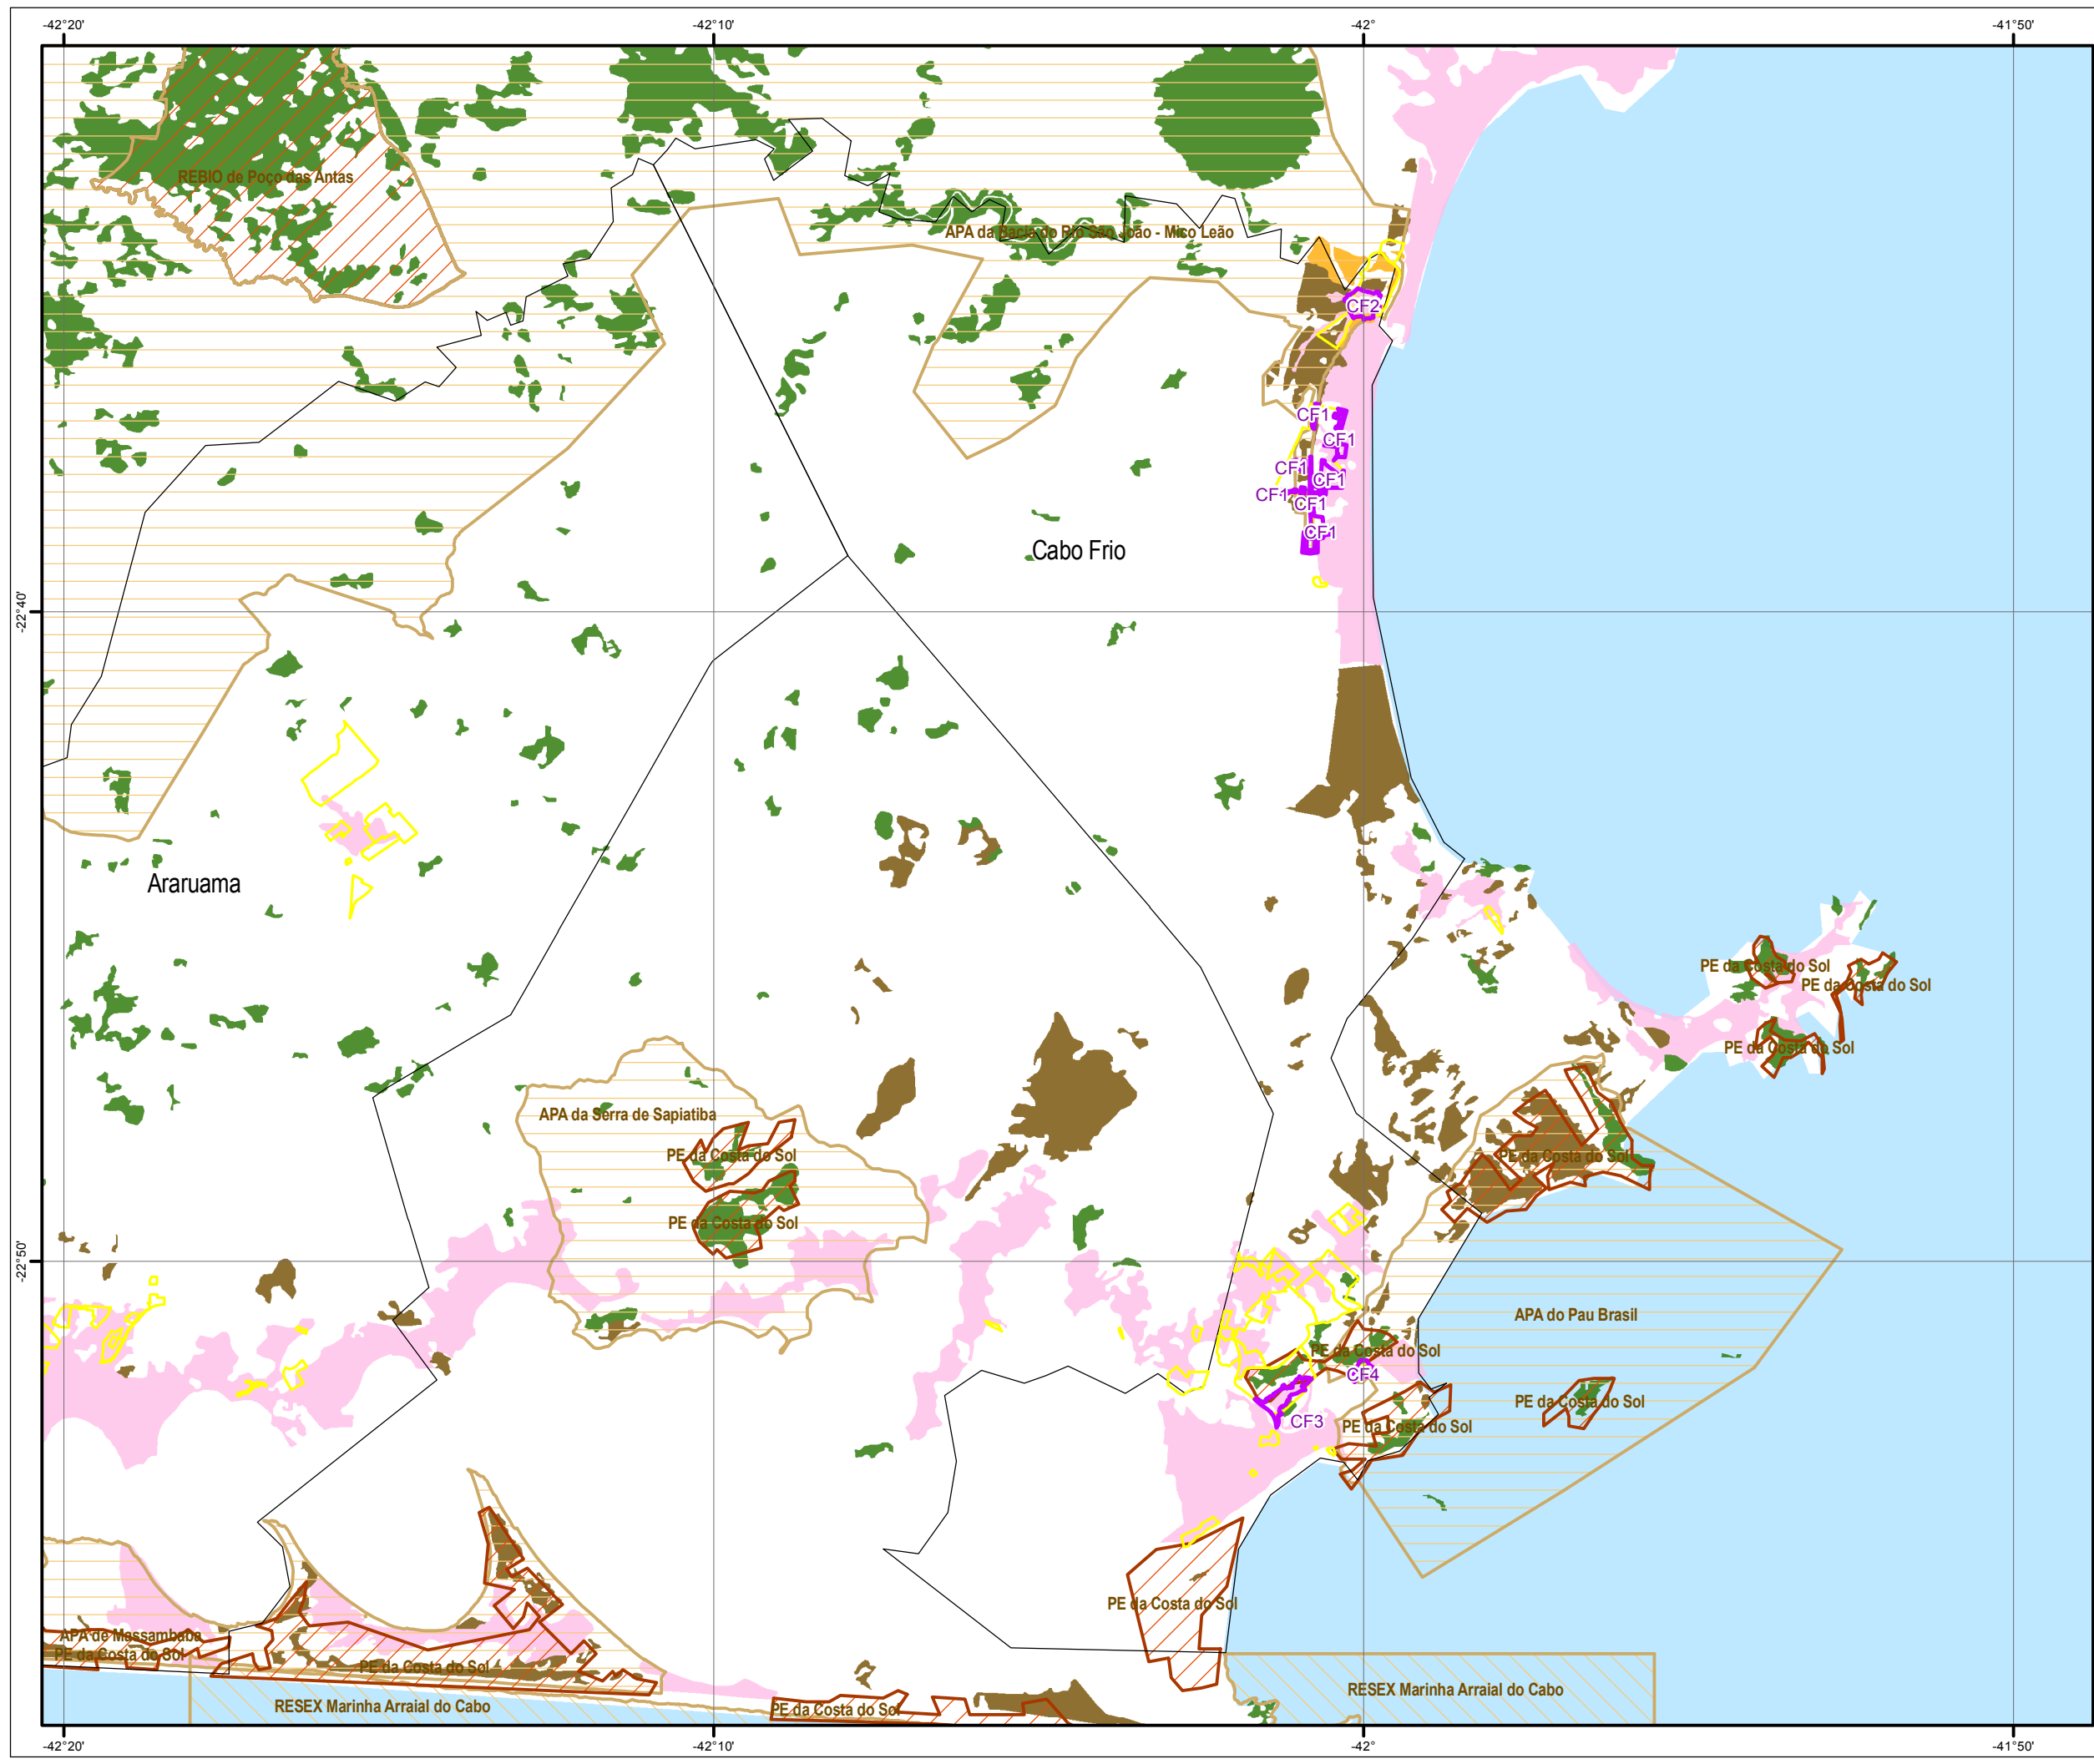 -42°20'
-42°10'
-42°
-41°50'
REBIO de Poço das Antas
APA da Bacia do Rio São João - Mico Leão
CF2
CF1
CF1
CF1
CF1
CF1
CF1
CF1
Cabo Frio
-22°40'
Araruama
PE da Costa do Sol
PE da Costa do Sol
PE da Costa do Sol
APA da Serra de Sapiatiba
PE da Costa do Sol
PE da Costa do Sol
PE da Costa do Sol
-22°50'
APA do Pau Brasil
PE da Costa do Sol
CF4
PE da Costa do Sol
CF3
PE da Costa do Sol
PE da Costa do Sol
APA de Massambaba
PE da Costa do Sol
PE da Costa do Sol
RESEX Marinha Arraial do Cabo
RESEX Marinha Arraial do Cabo
PE da Costa do Sol
-42°20'
-42°10'
-42°
-41°50'